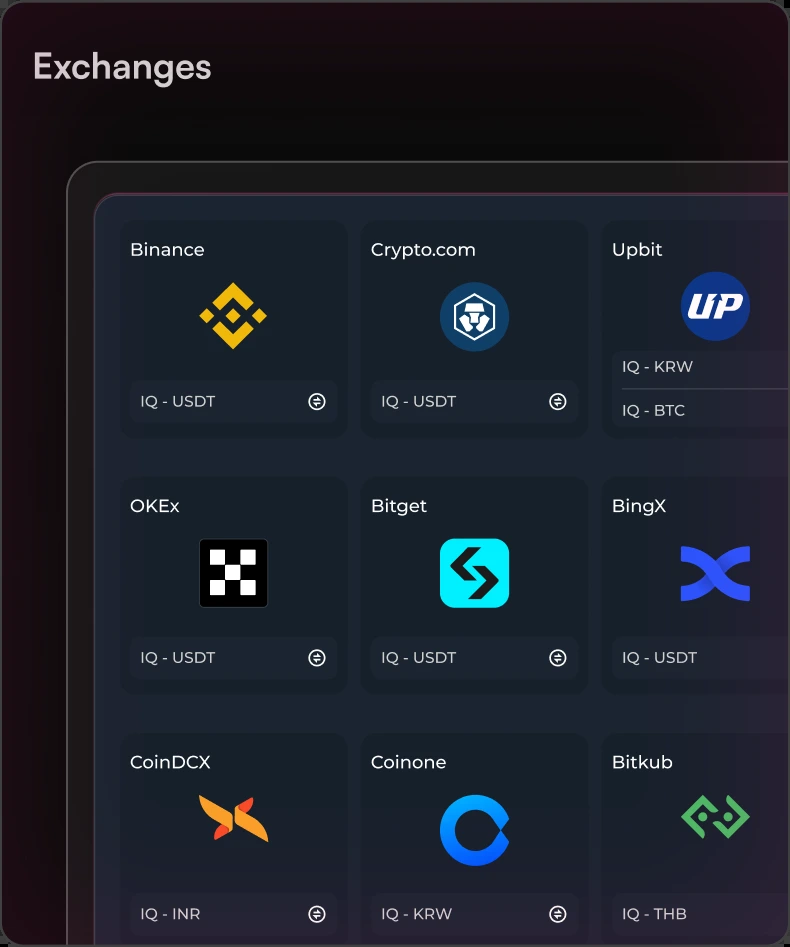 Exchanges
Binance
IQ - USDT
Crypto.com
IQ - USDT
Upbit
UP
IQ - KRW
IQ - BTC
OKEx
IQ - USDT
Bitget
IQ - USDT
BingX
IQ - USDT
CoinDCX
IQ - INR
Coinone
IQ - KRW
Bitkub
IQ - THB